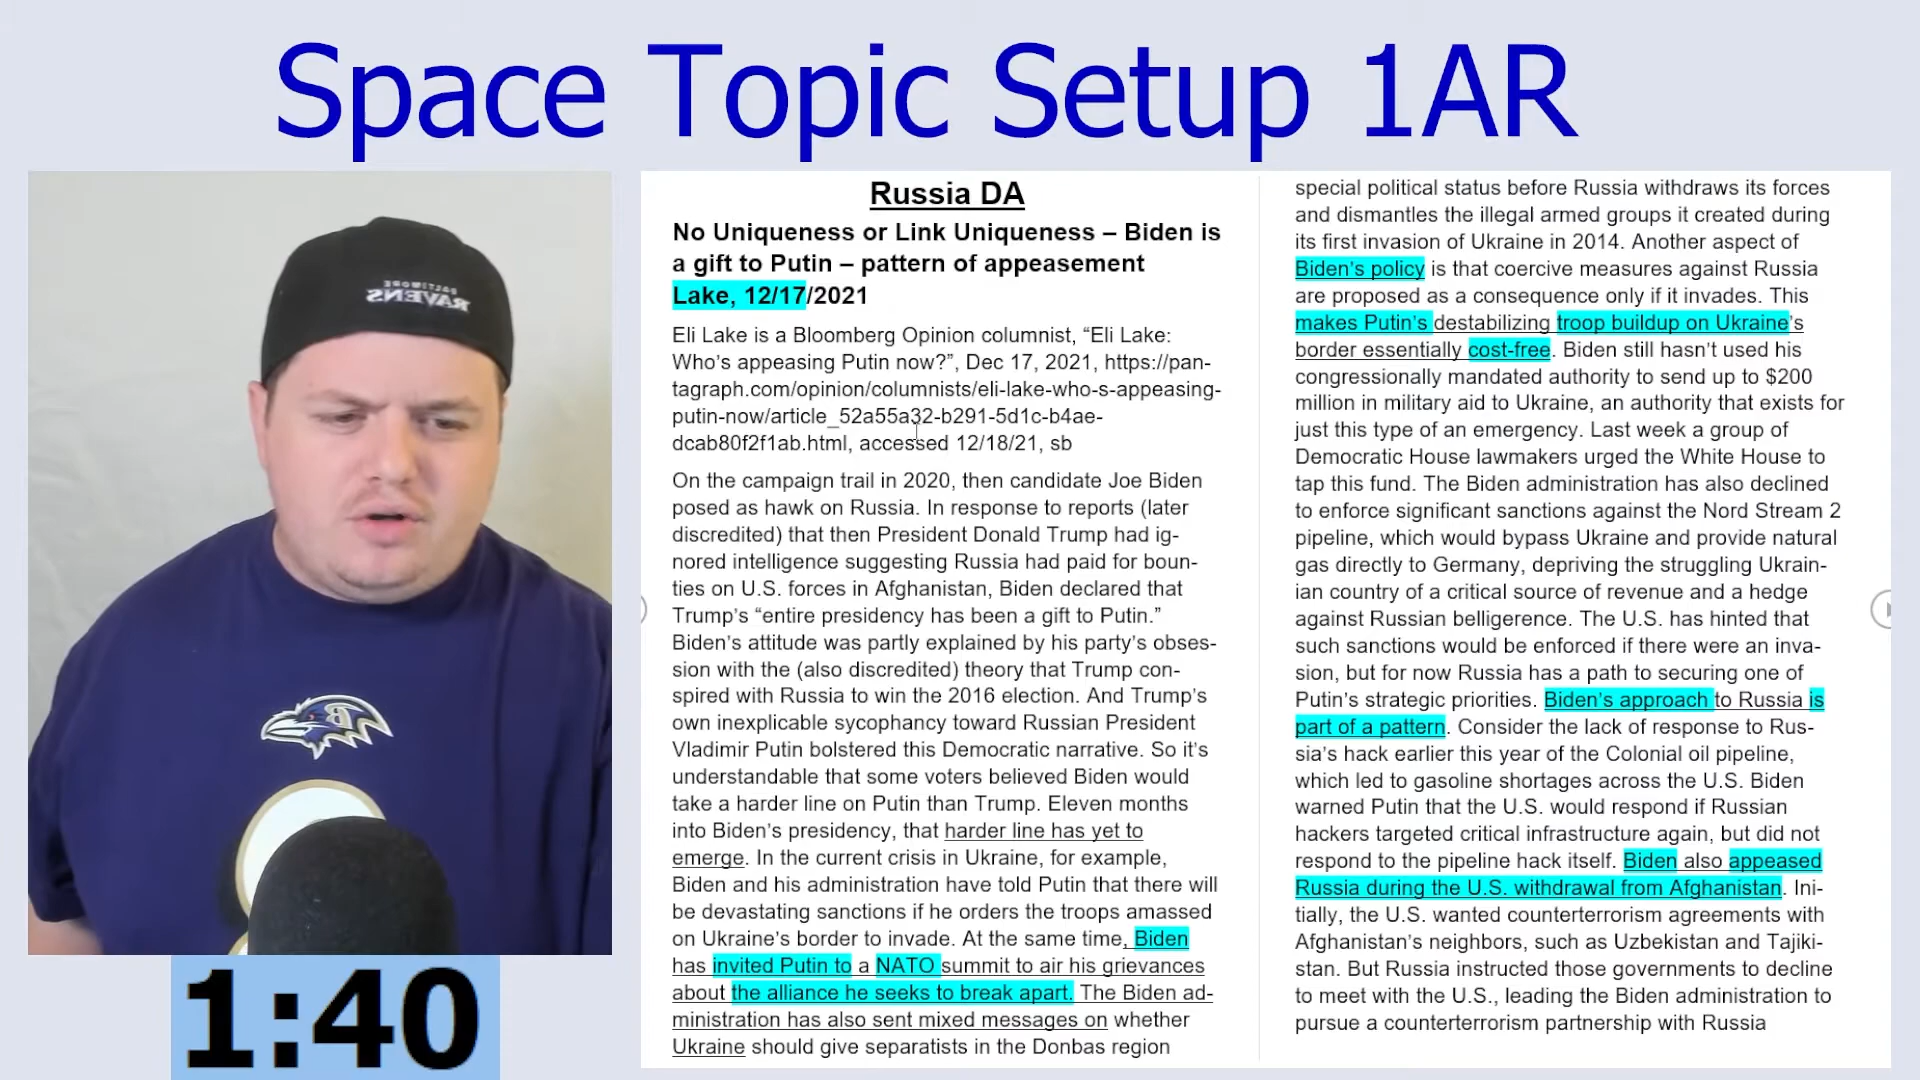 Space Topic Setup 1AR
BALTIMORE
RAVENS
B
1:40
Russia DA
No Uniqueness or Link Uniqueness – Biden is
a gift to Putin – pattern of appeasement
Lake, 12/17/2021
Eli Lake is a Bloomberg Opinion columnist, “Eli Lake:
Who’s appeasing Putin now?”, Dec 17, 2021, https://pan-
tagraph.com/opinion/columnists/eli-lake-who-s-appeasing-
putin-now/article_52a55a32-b291-5d1c-b4ae-
dcab80f2f1ab.html, accessed 12/18/21, sb
On the campaign trail in 2020, then candidate Joe Biden
posed as hawk on Russia. In response to reports (later
discredited) that then President Donald Trump had ig-
nored intelligence suggesting Russia had paid for boun-
ties on U.S. forces in Afghanistan, Biden declared that
Trump’s “entire presidency has been a gift to Putin.”
Biden’s attitude was partly explained by his party’s obses-
sion with the (also discredited) theory that Trump con-
spired with Russia to win the 2016 election. And Trump’s
own inexplicable sycophancy toward Russian President
Vladimir Putin bolstered this Democratic narrative. So it’s
understandable that some voters believed Biden would
take a harder line on Putin than Trump. Eleven months
into Biden’s presidency, that harder line has yet to
emerge. In the current crisis in Ukraine, for example,
Biden and his administration have told Putin that there will
be devastating sanctions if he orders the troops amassed
on Ukraine’s border to invade. At the same time, Biden
has invited Putin to a NATO summit to air his grievances
about the alliance he seeks to break apart. The Biden ad-
ministration has also sent mixed messages on whether
Ukraine should give separatists in the Donbas region
special political status before Russia withdraws its forces
and dismantles the illegal armed groups it created during
its first invasion of Ukraine in 2014. Another aspect of
Biden’s policy is that coercive measures against Russia
are proposed as a consequence only if it invades. This
makes Putin’s destabilizing troop buildup on Ukraine’s
border essentially cost-free. Biden still hasn’t used his
congressionally mandated authority to send up to $200
million in military aid to Ukraine, an authority that exists for
just this type of an emergency. Last week a group of
Democratic House lawmakers urged the White House to
tap this fund. The Biden administration has also declined
to enforce significant sanctions against the Nord Stream 2
pipeline, which would bypass Ukraine and provide natural
gas directly to Germany, depriving the struggling Ukrain-
ian country of a critical source of revenue and a hedge
against Russian belligerence. The U.S. has hinted that
such sanctions would be enforced if there were an inva-
sion, but for now Russia has a path to securing one of
Putin’s strategic priorities. Biden’s approach to Russia is
part of a pattern. Consider the lack of response to Rus-
sia’s hack earlier this year of the Colonial oil pipeline,
which led to gasoline shortages across the U.S. Biden
warned Putin that the U.S. would respond if Russian
hackers targeted critical infrastructure again, but did not
respond to the pipeline hack itself. Biden also appeased
Russia during the U.S. withdrawal from Afghanistan. Ini-
tially, the U.S. wanted counterterrorism agreements with
Afghanistan’s neighbors, such as Uzbekistan and Tajiki-
stan. But Russia instructed those governments to decline
to meet with the U.S., leading the Biden administration to
pursue a counterterrorism partnership with Russia